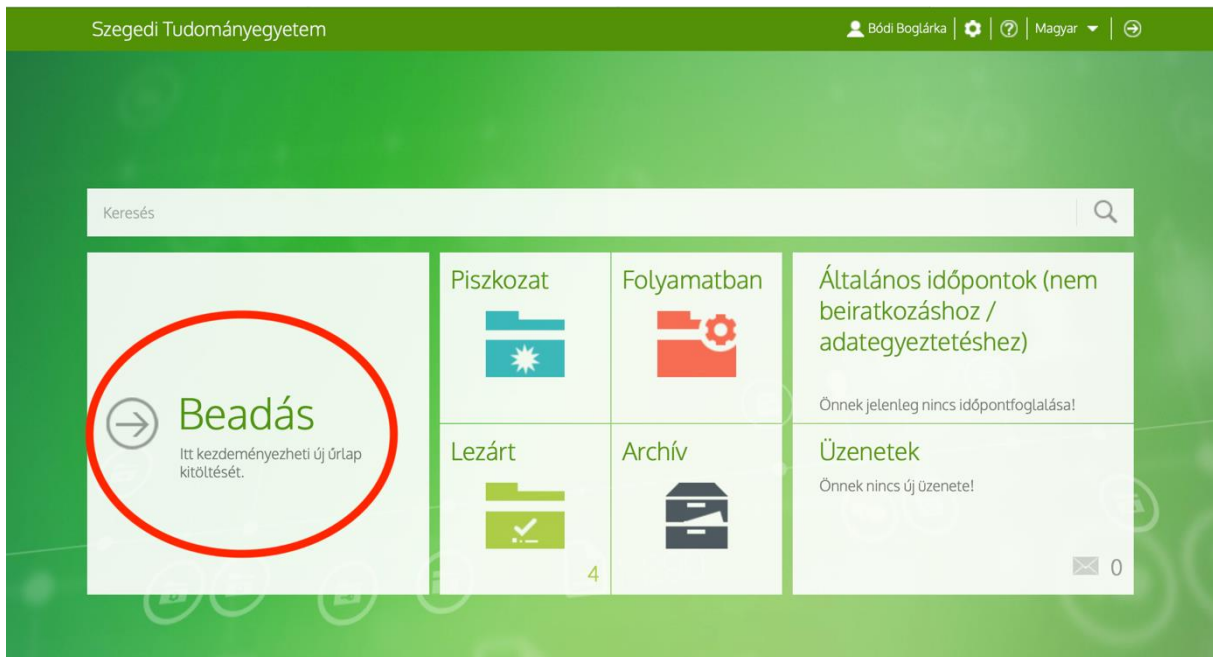 Szegedi Tudományegyetem
Bódi Boglárka
Magyar
Keresés
Beadás
Itt kezdeményezheti új űrlap
kitöltését.
Piszkozat
Folyamatban
Lezárt
4
Archív
Általános időpontok (nem
beiratkozáshoz /
adategyeztetéshez)
Önnek jelenleg nincs időpontfoglalása!
Üzenetek
Önnek nincs új üzenete!
0